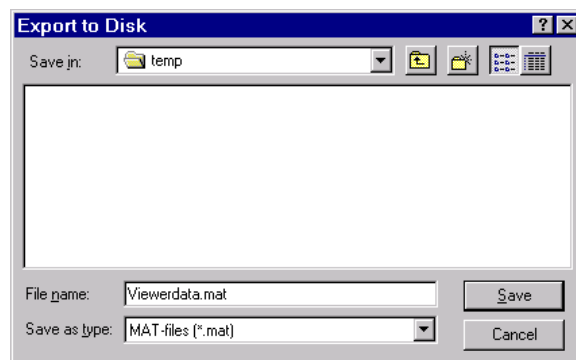 Export to Disk
Save in: temp
File name: Viewerdata.mat Save
Save as type: MAT-files (*.mat) Cancel